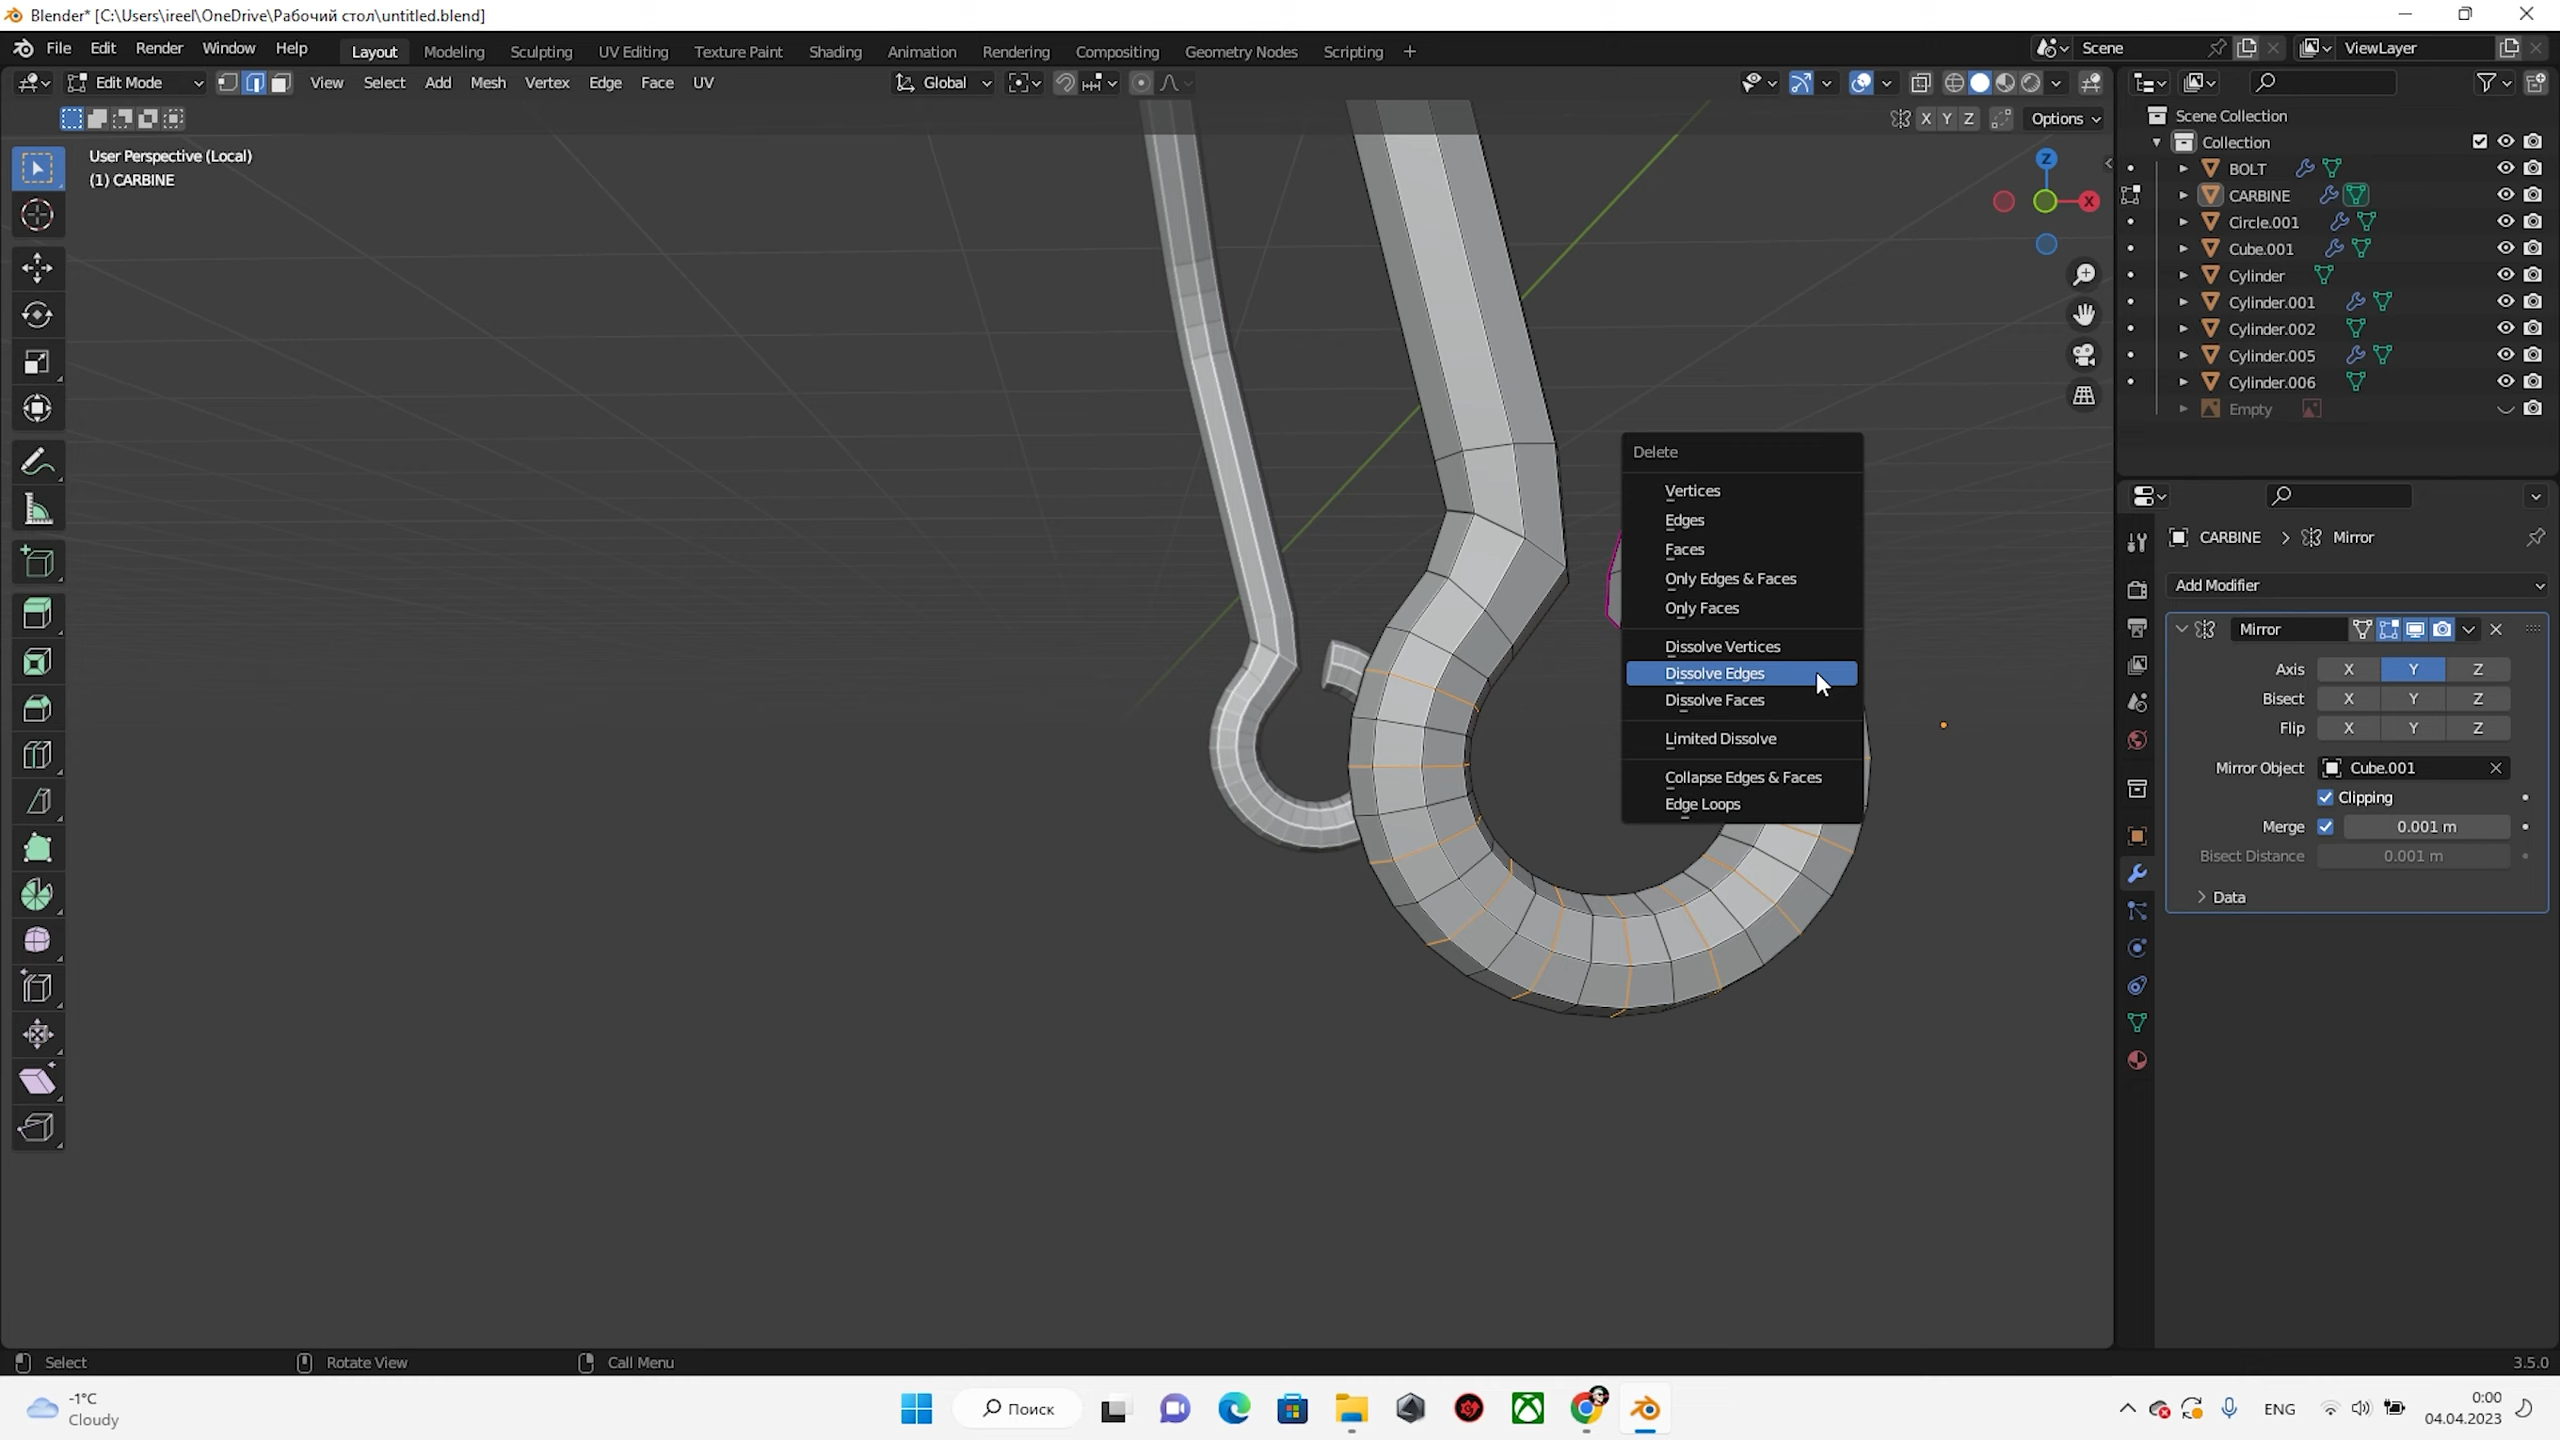 Blender* [C:\Users\ireel\OneDrive\Рабочий стол\untitled.blend]
File Edit Render Window Help Layout Modeling Sculpting UV Editing Texture Paint Shading Animation Rendering Compositing Geometry Nodes Scripting + Scene ViewLayer
Edit Mode View Select Add Mesh Vertex Edge Face UV Global
X Y Z Options
User Perspective (Local)
(1) CARBINE
Z
X
Scene Collection
Collection
BOLT
CARBINE
Circle.001
Cube.001
Cylinder
Cylinder.001
Cylinder.002
Cylinder.005
Cylinder.006
Empty
Delete
Vertices
Edges
Faces
Only Edges & Faces
Only Faces
Dissolve Vertices
Dissolve Edges
Dissolve Faces
Limited Dissolve
Collapse Edges & Faces
Edge Loops
CARBINE > Mirror
Add Modifier
Mirror
Axis X Y Z
Bisect X Y Z
Flip X Y Z
Mirror Object Cube.001
Clipping
Merge 0.001 m
Bisect Distance 0.001 m
Data
Select Rotate View Call Menu 3.5.0
-1°C
Cloudy
Поиск
ENG
0:00
04.04.2023